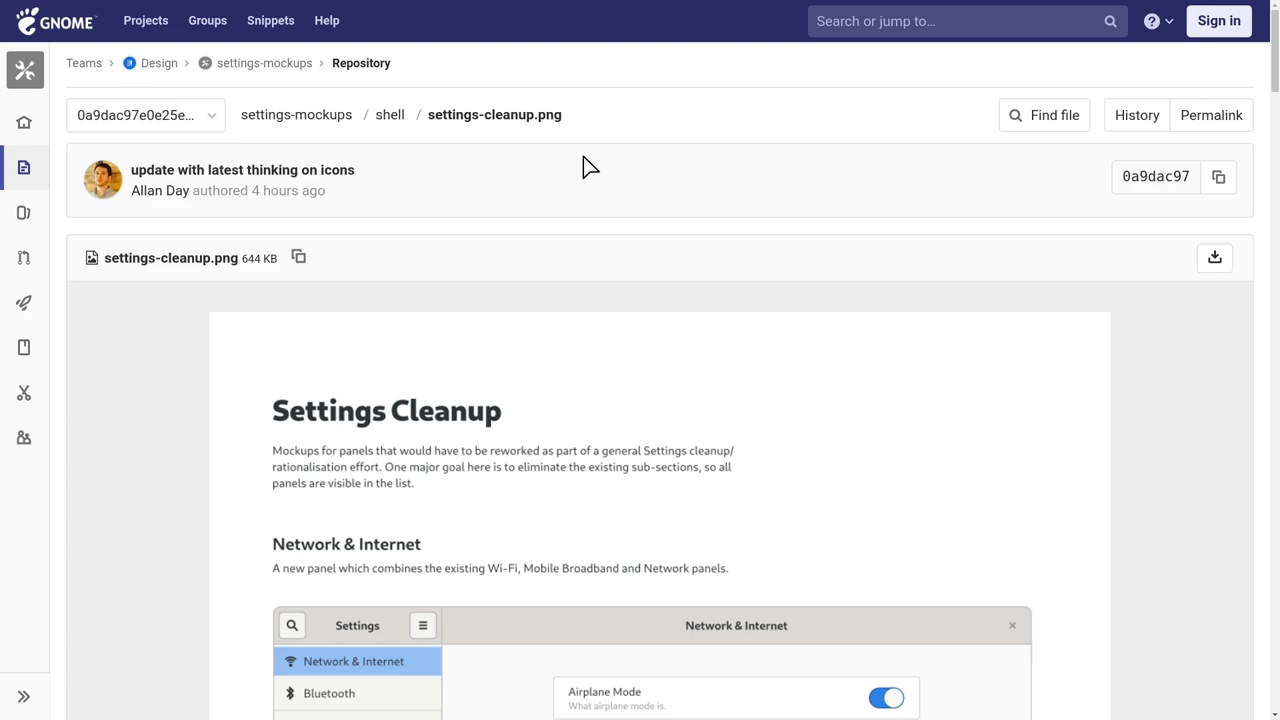 GNOME Projects Groups Snippets Help Search or jump to... Sign in
Teams Design settings-mockups Repository
0a9dac97e0e25e... settings-mockups / shell / settings-cleanup.png Find file History Permalink
update with latest thinking on icons
Allan Day authored 4 hours ago
0a9dac97
settings-cleanup.png 644 KB
Settings Cleanup
Mockups for panels that would have to be reworked as part of a general Settings cleanup/
rationalisation effort. One major goal here is to eliminate the existing sub-sections, so all
panels are visible in the list.
Network & Internet
A new panel which combines the existing Wi-Fi, Mobile Broadband and Network panels.
Settings Network & Internet
Network & Internet
Bluetooth
Airplane Mode
What airplane mode is.